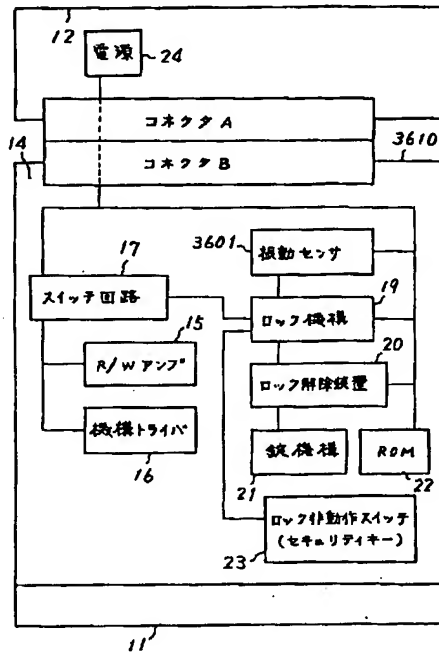 12
電源
24
コネクタA
14
コネクタB
3610
17
3601
振動センサ
スイッチ回路
19
15
ロック機構
R/Wアンプ
20
ロック解除装置
機構ドライバ
16
錠機構
ROM
21
22
ロック非動作スイッチ
(セキュリティキー)
23
11